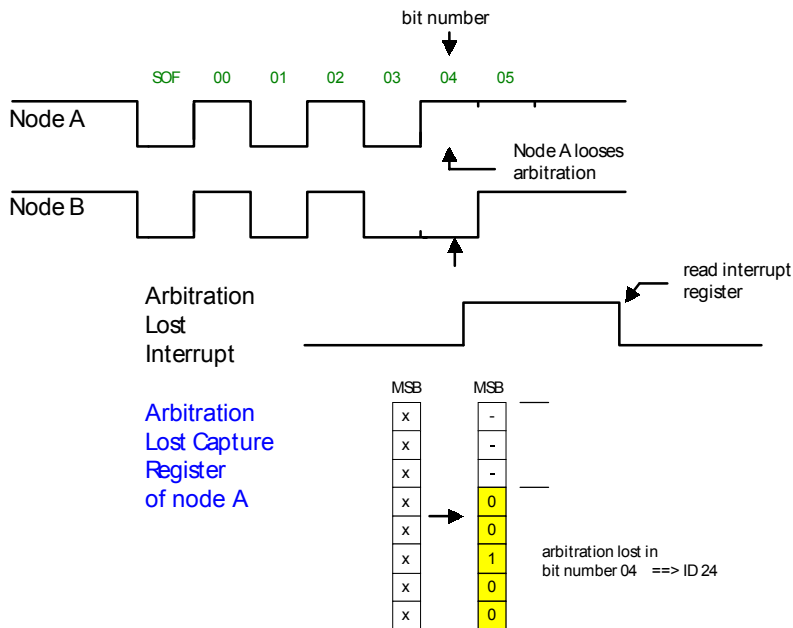 bit number
SOF 00 01 02 03 04 05
Node A
Node A looses
arbitration
Node B
read interrupt
register
Arbitration
Lost
Interrupt
MSB MSB
Arbitration
Lost Capture
Register
of node A
x -
x -
x -
x 0
x 0
x 1
x 0
x 0
arbitration lost in
bit number 04 ==> ID 24